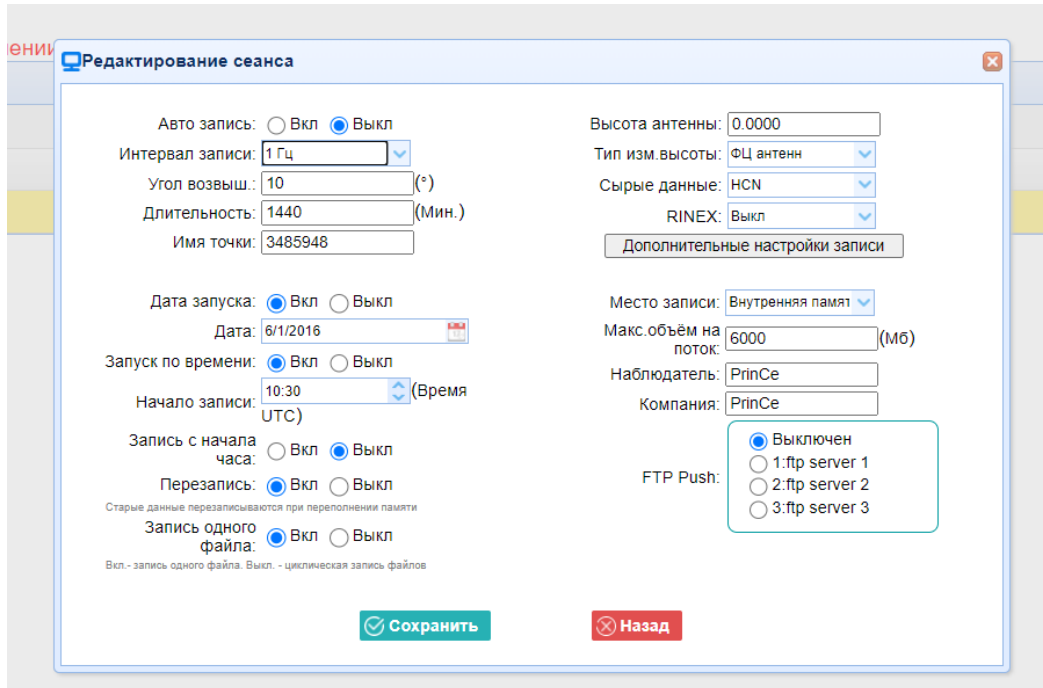 ении
Редактирование сеанса
Авто запись: Вкл Выкл
Интервал записи: 1 Гц
Угол возвыш.: 10 (°)
Длительность: 1440 (Мин.)
Имя точки: 3485948
Высота антенны: 0.0000
Тип изм.высоты: ФЦ антенн
Сырые данные: HCN
RINEX: Выкл
Дополнительные настройки записи
Дата запуска: Вкл Выкл
Дата: 6/1/2016
Запуск по времени: Вкл Выкл
Начало записи: 10:30 (Время
UTC)
Запись с начала
часа: Вкл Выкл
Перезапись: Вкл Выкл
Старые данные перезаписываются при переполнении памяти
Запись одного
файла: Вкл Выкл
Вкл.- запись одного файла. Выкл. - циклическая запись файлов
Место записи: Внутренняя памят
Макс.объём на
поток: 6000 (Мб)
Наблюдатель: PrinCe
Компания: PrinCe
FTP Push:
Выключен
1:ftp server 1
2:ftp server 2
3:ftp server 3
Сохранить
Назад